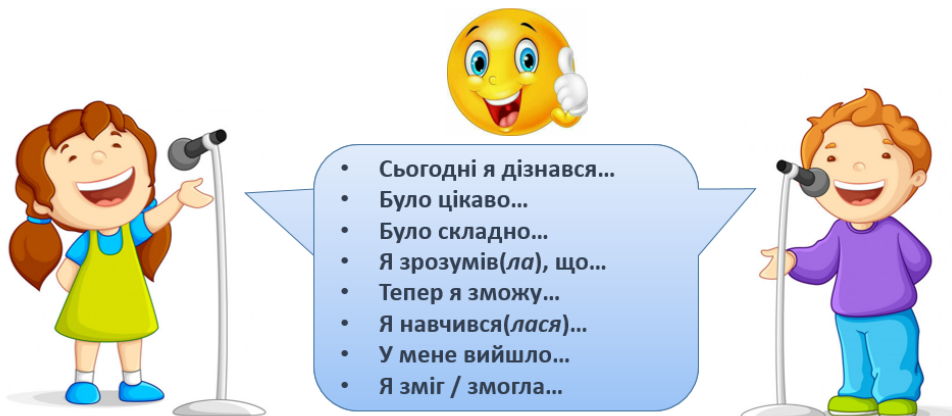 • Сьогодні я дізнався...
• Було цікаво...
• Було складно...
• Я зрозумів(ла), що...
• Тепер я зможу...
• Я навчився(лася)...
• У мене вийшло...
• Я зміг / змогла...